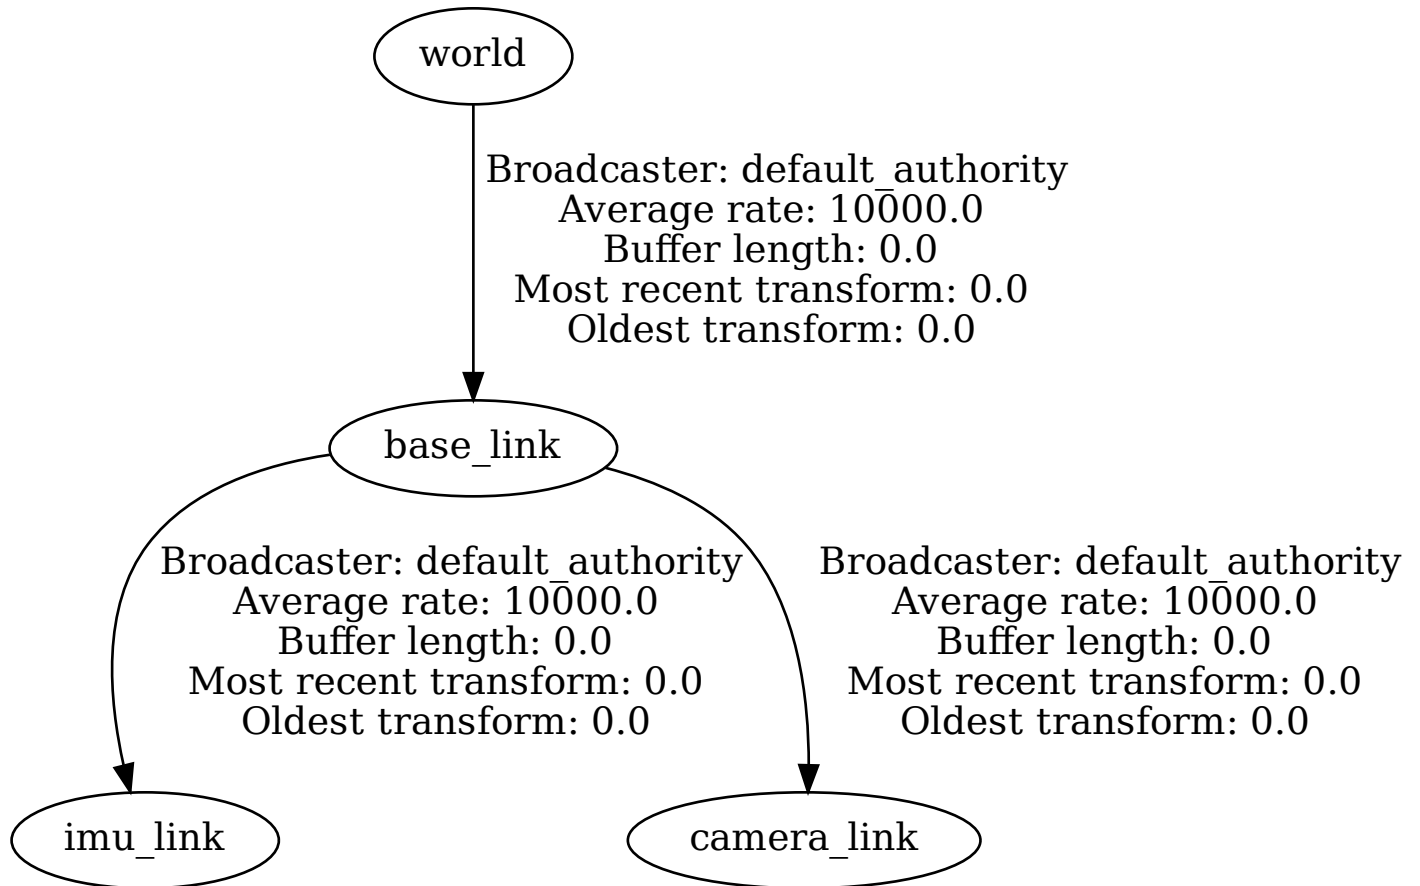 world
Broadcaster: default_authority
Average rate: 10000.0
Buffer length: 0.0
Most recent transform: 0.0
Oldest transform: 0.0
base_link
Broadcaster: default_authority
Average rate: 10000.0
Buffer length: 0.0
Most recent transform: 0.0
Oldest transform: 0.0
Broadcaster: default_authority
Average rate: 10000.0
Buffer length: 0.0
Most recent transform: 0.0
Oldest transform: 0.0
imu_link
camera_link